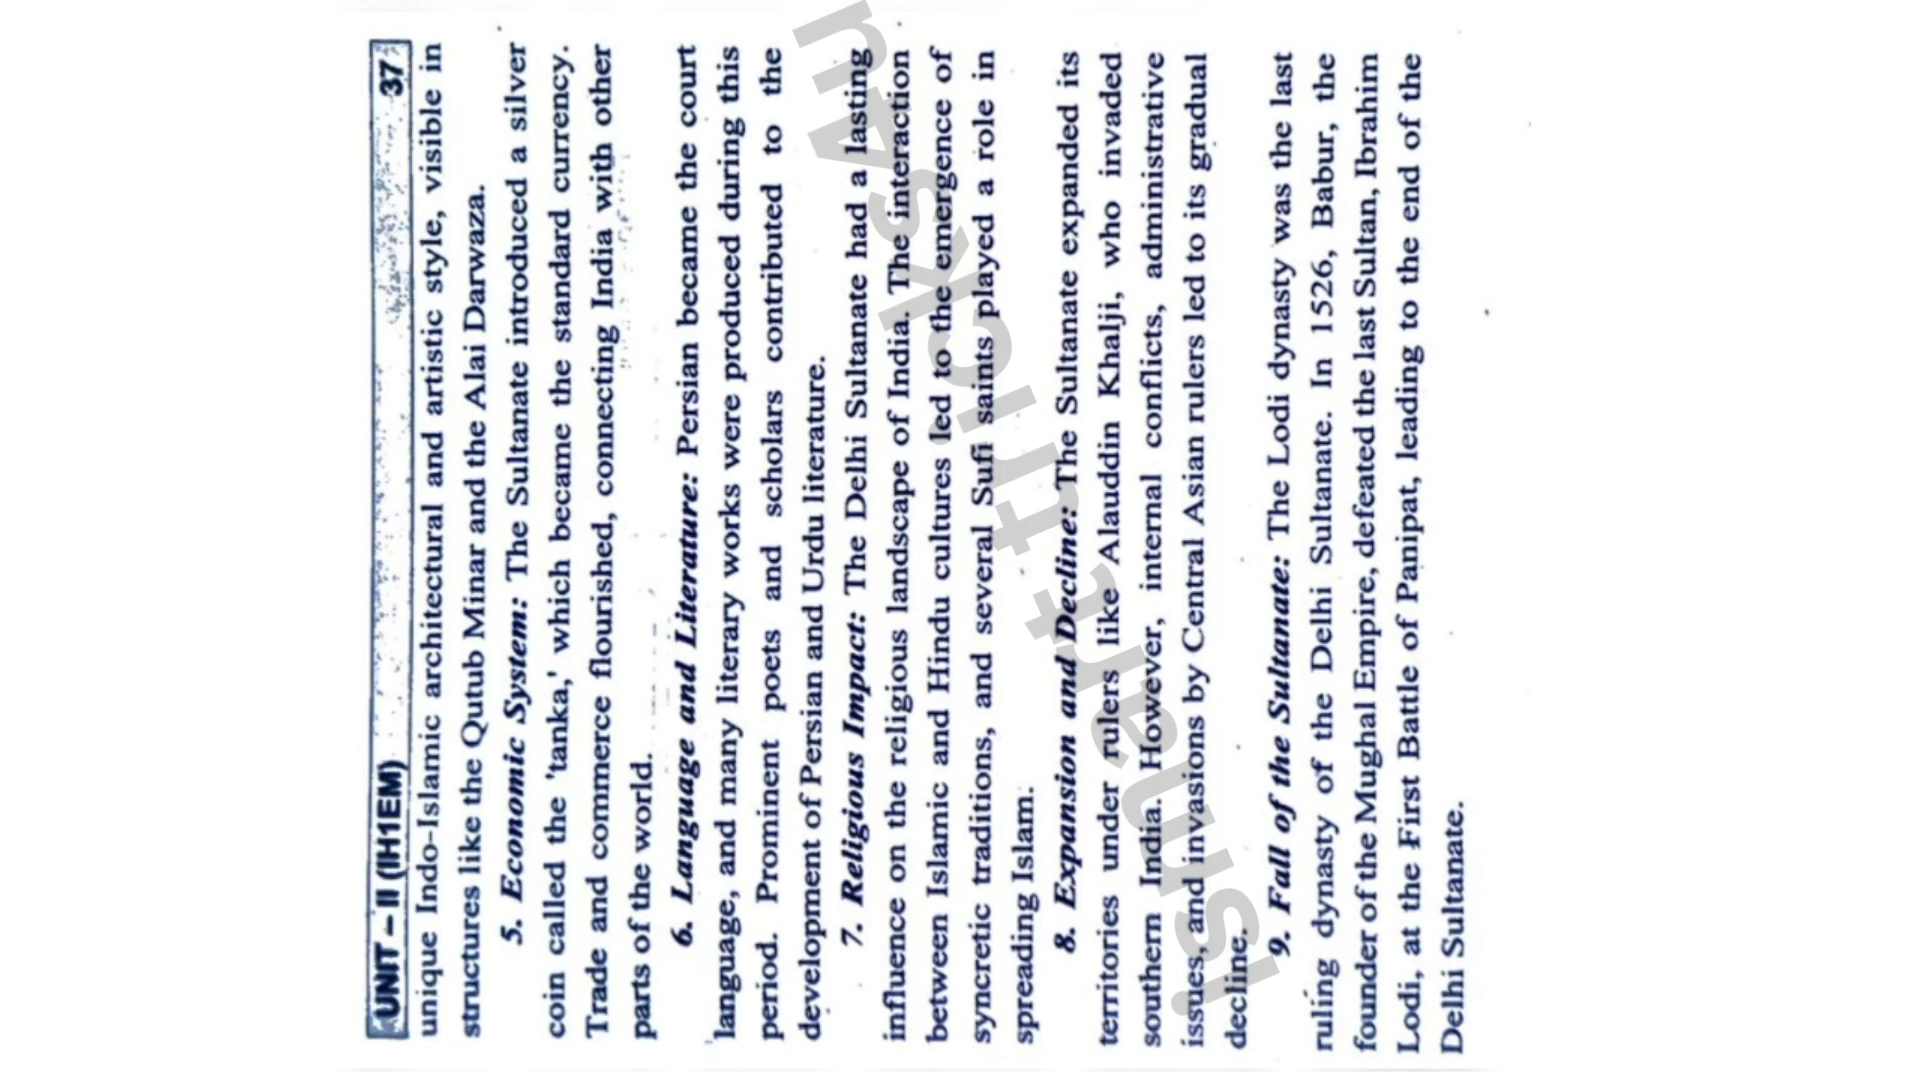 UNIT – II (IH1EM) 37
unique Indo-Islamic architectural and artistic style, visible in
structures like the Qutub Minar and the Alai Darwaza.
5. Economic System: The Sultanate introduced a silver
coin called the 'tanka,' which became the standard currency.
Trade and commerce flourished, connecting India with other
parts of the world.
6. Language and Literature: Persian became the court
language, and many literary works were produced during this
period. Prominent poets and scholars contributed to the
development of Persian and Urdu literature.
7. Religious Impact: The Delhi Sultanate had a lasting
influence on the religious landscape of India. The interaction
between Islamic and Hindu cultures led to the emergence of
syncretic traditions, and several Sufi saints played a role in
spreading Islam.
8. Expansion and Decline: The Sultanate expanded its
territories under rulers like Alauddin Khalji, who invaded
southern India. However, internal conflicts, administrative
issues, and invasions by Central Asian rulers led to its gradual
decline.
9. Fall of the Sultanate: The Lodi dynasty was the last
ruling dynasty of the Delhi Sultanate. In 1526, Babur, the
founder of the Mughal Empire, defeated the last Sultan, Ibrahim
Lodi, at the First Battle of Panipat, leading to the end of the
Delhi Sultanate.